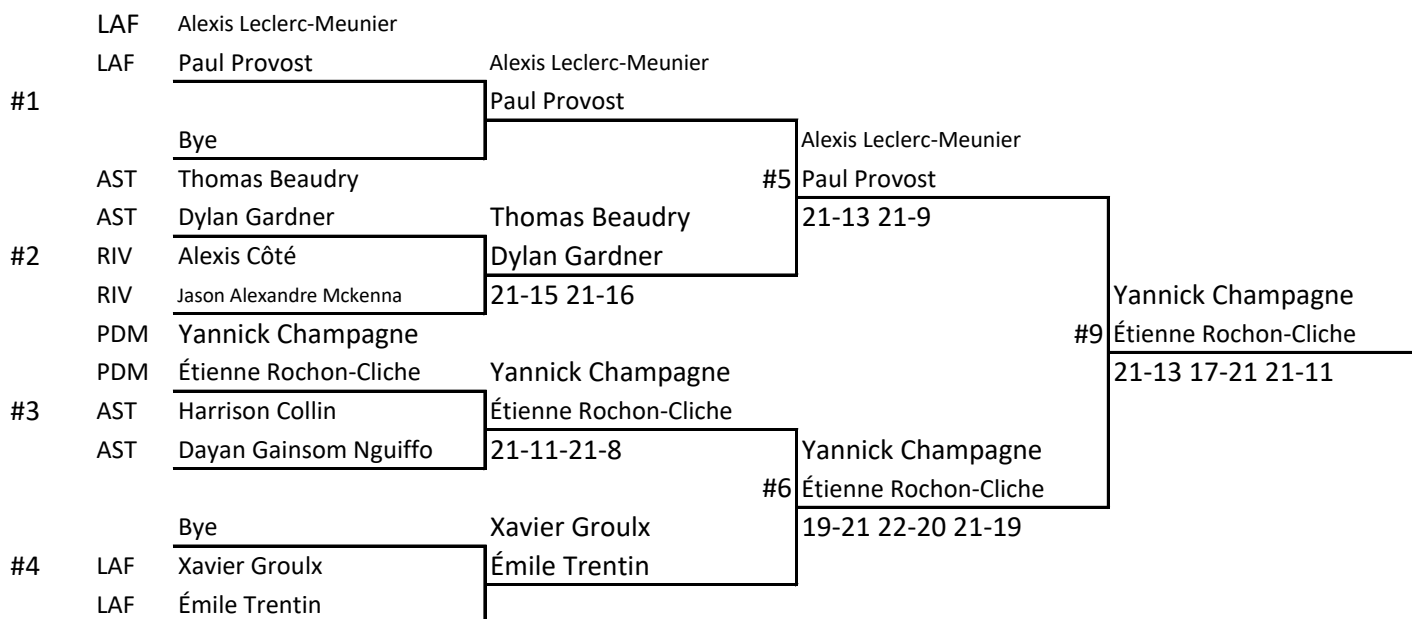 LAF Alexis Leclerc-Meunier
LAF Paul Provost Alexis Leclerc-Meunier
#1 Paul Provost
Bye Alexis Leclerc-Meunier
AST Thomas Beaudry #5 Paul Provost
AST Dylan Gardner Thomas Beaudry 21-13 21-9
#2 RIV Alexis Côté Dylan Gardner
RIV Jason Alexandre Mckenna 21-15 21-16 Yannick Champagne
PDM Yannick Champagne #9 Étienne Rochon-Cliche
PDM Étienne Rochon-Cliche Yannick Champagne 21-13 17-21 21-11
#3 AST Harrison Collin Étienne Rochon-Cliche
AST Dayan Gainsom Nguiffo 21-11-21-8 Yannick Champagne
#6 Étienne Rochon-Cliche
Bye Xavier Groulx 19-21 22-20 21-19
#4 LAF Xavier Groulx Émile Trentin
LAF Émile Trentin